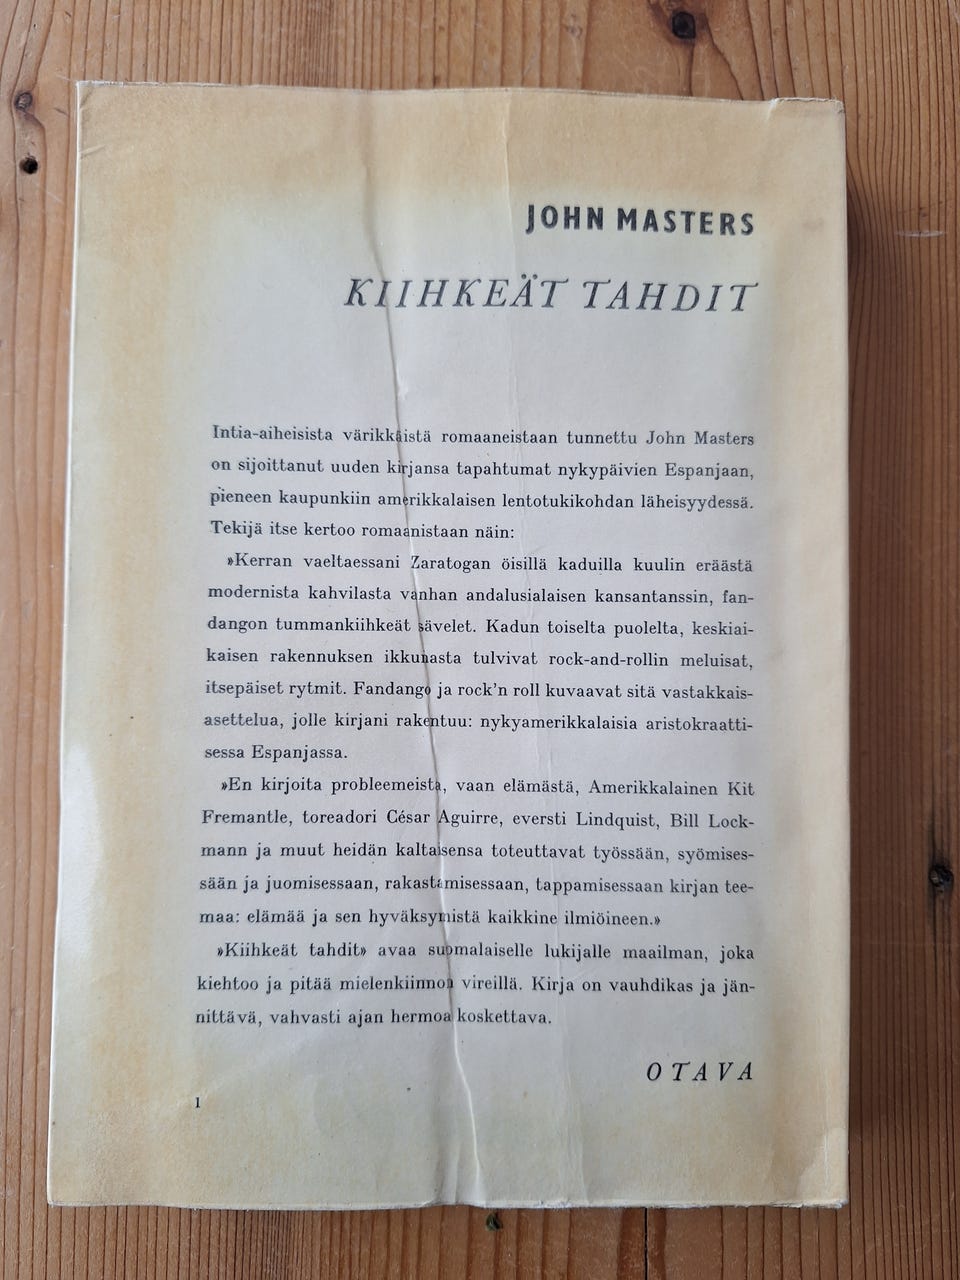 JOHN MASTERS
KIIHKEÄT TAHDIT
Intia-aiheisista värikkäistä romaaneistaan tunnettu John Masters
on sijoittanut uuden kirjansa tapahtumat nykypäivien Espanjaan,
pieneen kaupunkiin amerikkalaisen lentotukikohdan läheisyydessä.
Tekijä itse kertoo romaanistaan näin:
»Kerran vaeltaessani Zaratogan öisillä kaduilla kuulin eräästä
modernista kahvilasta vanhan andalusialaisen kansantanssin, fan-
dangon tummankiihkeät sävelet. Kadun toiselta puolelta, keskiai-
kaisen rakennuksen ikkunasta tulvivat rock-and-rollin meluisat,
itsepäiset rytmit. Fandango ja rock'n roll kuvaavat sitä vastakkais-
asettelua, jolle kirjani rakentuu: nykyamerikkalaisia aristokraatti-
sessa Espanjassa.
»En kirjoita probleemeista, vaan elämästä, Amerikkalainen Kit
Fremantle, toreadori César Aguirre, eversti Lindquist, Bill Lock-
mann ja muut heidän kaltaisensa toteuttavat työssään, syömises-
sään ja juomisessaan, rakastamisessaan, tappamisessaan kirjan tee-
maa: elämää ja sen hyväksymistä kaikkine ilmiöineen.»
»Kiihkeät tahdit» avaa suomalaiselle lukijalle maailman, joka
kiehtoo ja pitää mielenkiinnon vireillä. Kirja on vauhdikas ja jän-
nittävä, vahvasti ajan hermoa koskettava.
OTAVA
1